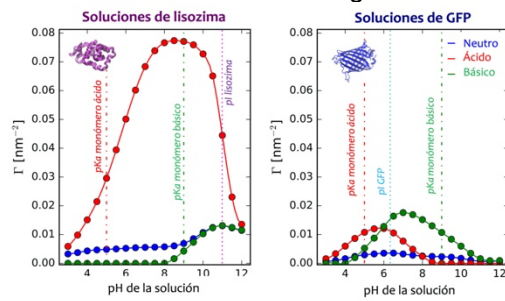 Soluciones de lisozima
Γ [nm⁻²]
0.08
0.07
0.06
0.05
0.04
0.03
0.02
0.01
0.00
pKa monómero ácido
pKa monómero básico
pI lisozima
4
6
8
10
12
pH de la solución
Soluciones de GFP
Γ [nm⁻²]
0.08
0.07
0.06
0.05
0.04
0.03
0.02
0.01
0.00
Neutro
Ácido
Básico
pKa monómero ácido
pI GFP
pKa monómero básico
4
6
8
10
12
pH de la solución